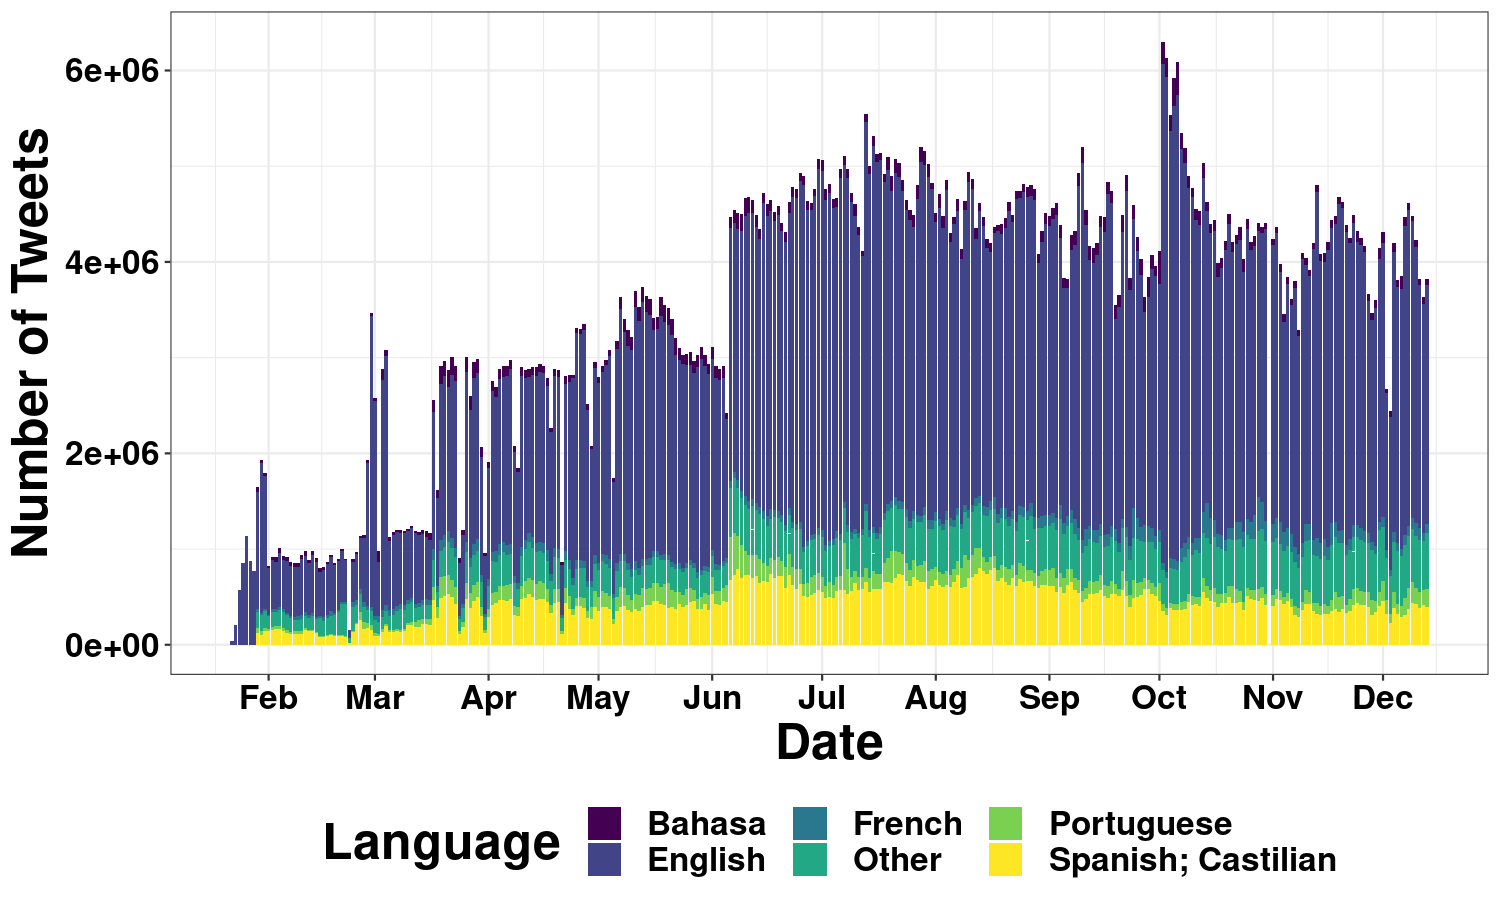 Number of Tweets
6e+06
4e+06
2e+06
0e+00
Feb Mar Apr May Jun Jul Aug Sep Oct Nov Dec
Date
Language
Bahasa French Portuguese
English Other Spanish; Castilian